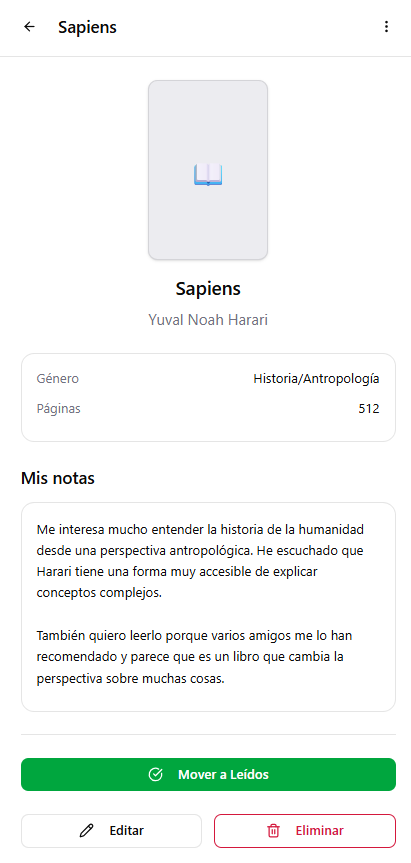 Sapiens
Sapiens
Yuval Noah Harari
Género Historia/Antropología
Páginas 512
Mis notas
Me interesa mucho entender la historia de la humanidad
desde una perspectiva antropológica. He escuchado que
Harari tiene una forma muy accesible de explicar
conceptos complejos.
También quiero leerlo porque varios amigos me lo han
recomendado y parece que es un libro que cambia la
perspectiva sobre muchas cosas.
Mover a Leídos
Editar Eliminar